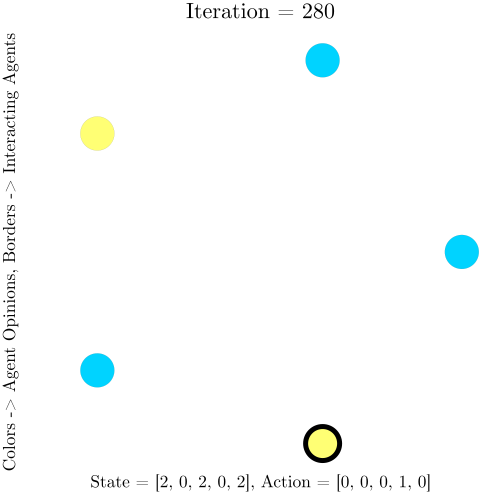 Iteration = 280
Colors -> Agent Opinions, Borders -> Interacting Agents
State = [2, 0, 2, 0, 2], Action = [0, 0, 0, 1, 0]